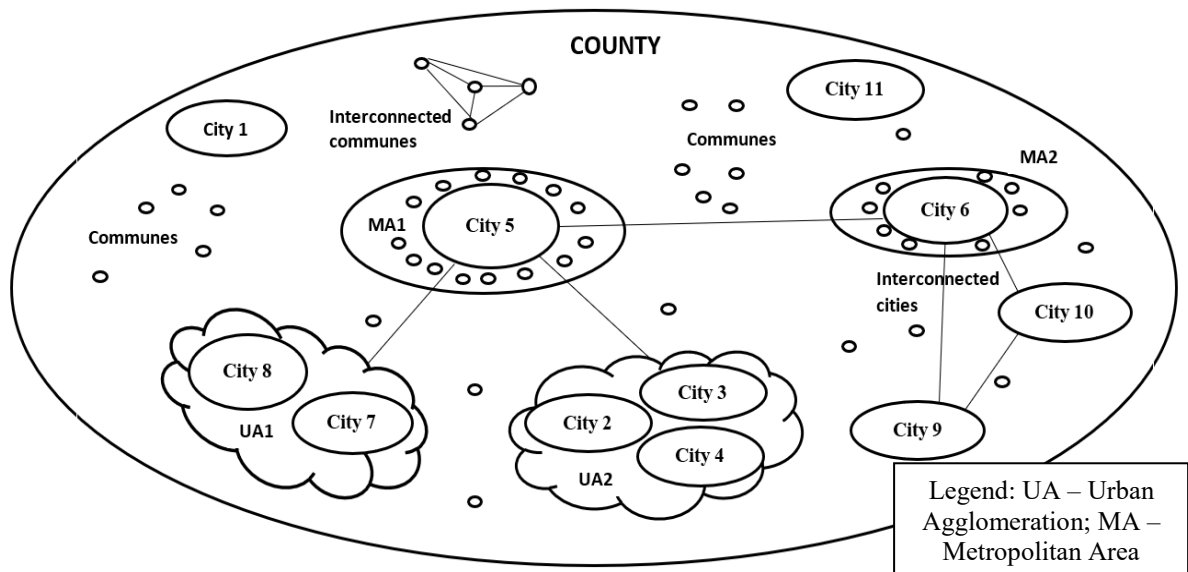 COUNTY
City 11
Interconnected
communes
City 1
Communes
MA2
MA1
City 5
City 6
Communes
Interconnected
cities
City 10
City 8
City 3
City 7
UA1
City 2
City 9
City 4
UA2
Legend: UA – Urban
Agglomeration; MA –
Metropolitan Area